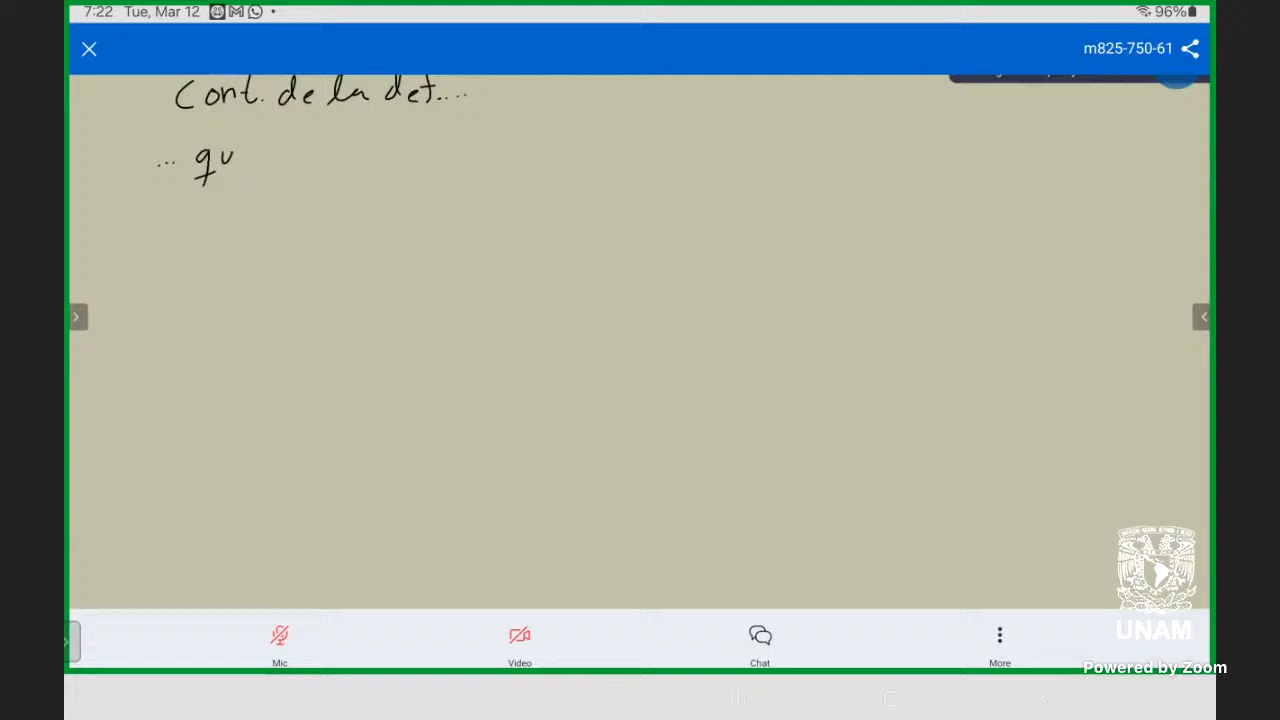 7:22 Tue, Mar 12
96%
m825-750-61
Cont. de la det....
... qu
Mic
Video
Chat
More
UNAM
Powered by Zoom